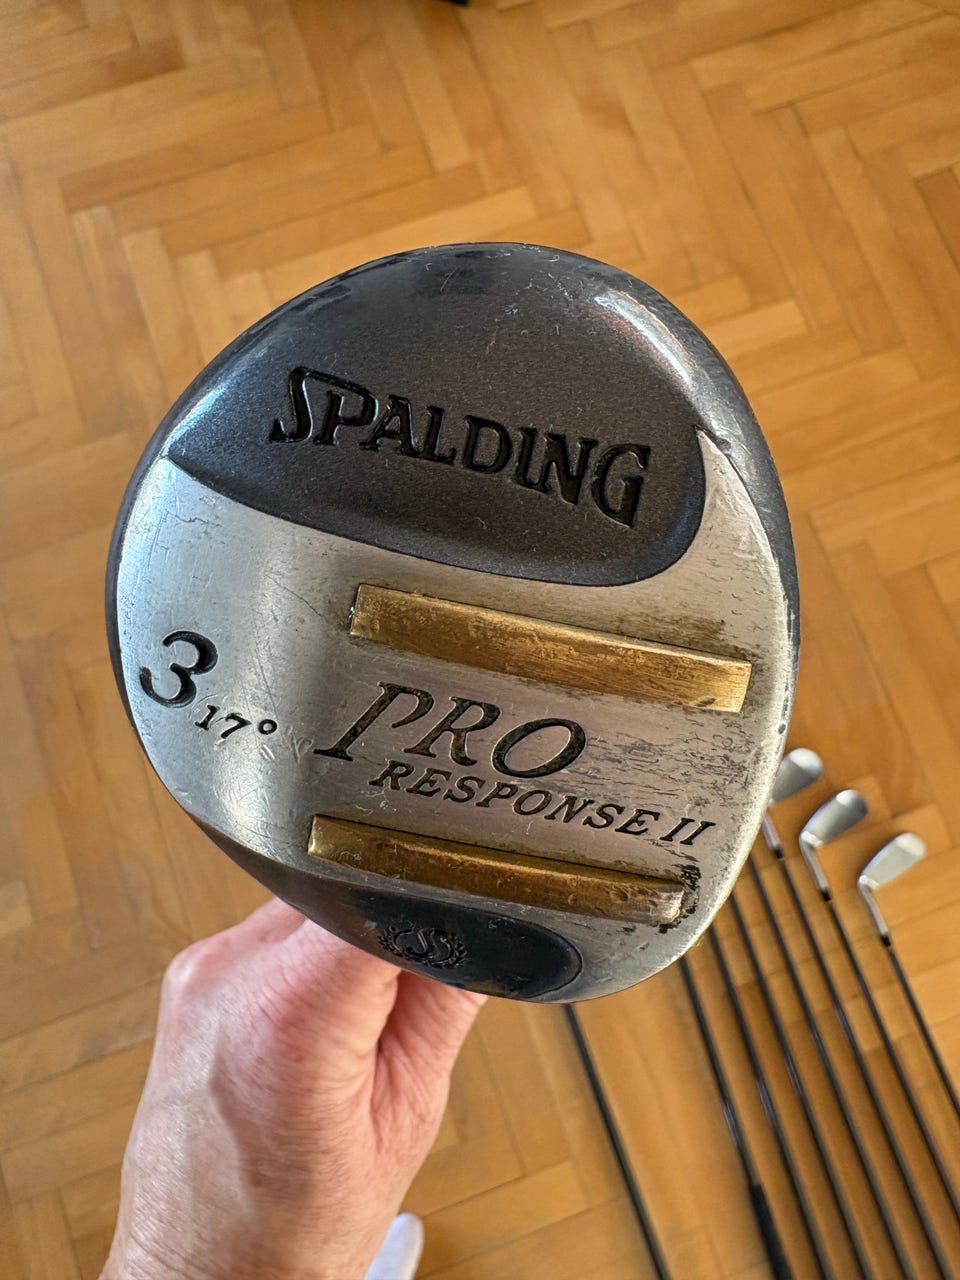 SPALDING
3 17°
PRO
RESPONSE II